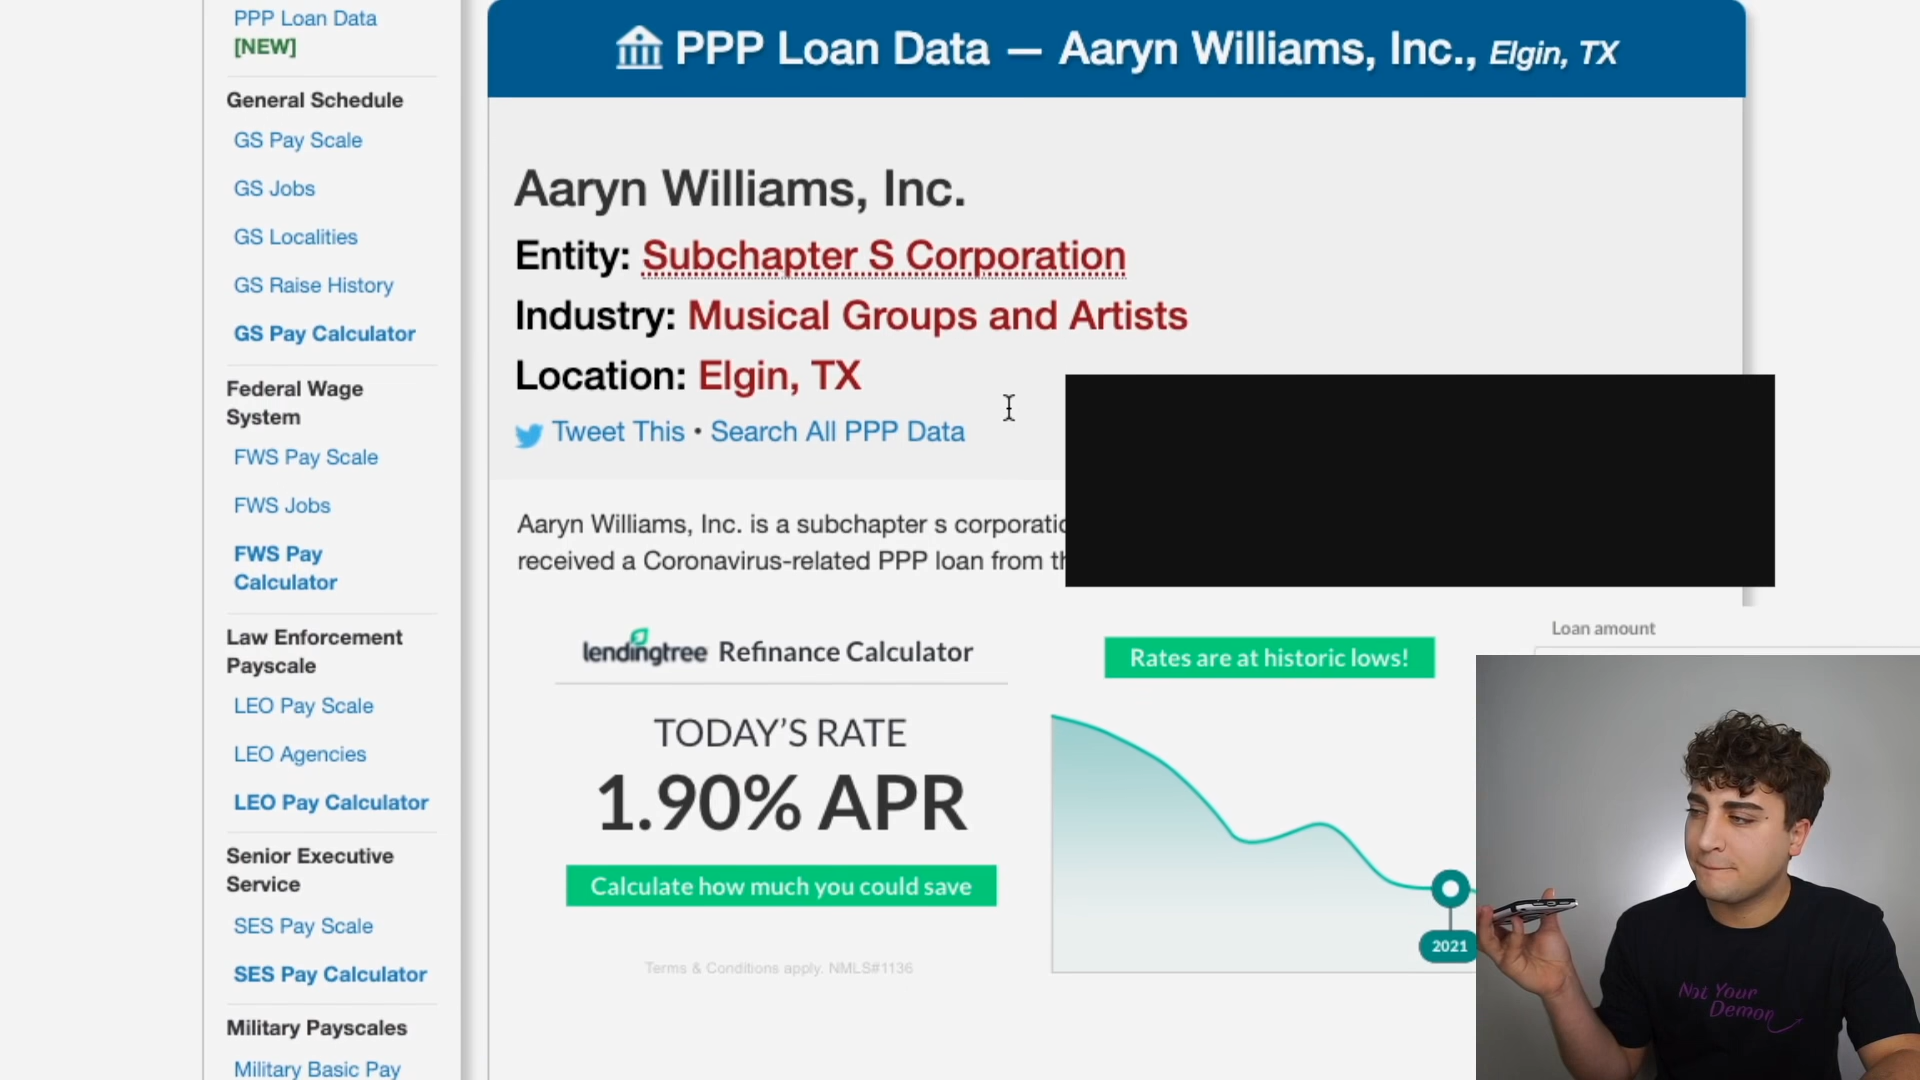 PPP Loan Data
[NEW]
General Schedule
GS Pay Scale
GS Jobs
GS Localities
GS Raise History
GS Pay Calculator
Federal Wage
System
FWS Pay Scale
FWS Jobs
FWS Pay
Calculator
Law Enforcement
Payscale
LEO Pay Scale
LEO Agencies
LEO Pay Calculator
Senior Executive
Service
SES Pay Scale
SES Pay Calculator
Military Payscales
Military Basic Pay
PPP Loan Data — Aaryn Williams, Inc., Elgin, TX
Aaryn Williams, Inc.
Entity: Subchapter S Corporation
Industry: Musical Groups and Artists
Location: Elgin, TX
Tweet This • Search All PPP Data
Aaryn Williams, Inc. is a subchapter s
received a Coronavirus-related PPP loan from
lendingtree Refinance Calculator
TODAY'S RATE
1.90% APR
Calculate how much you could save
Terms & Conditions apply. NMLS#1136
Rates are at historic lows!
2021
Loan amount
Not Your
Demon